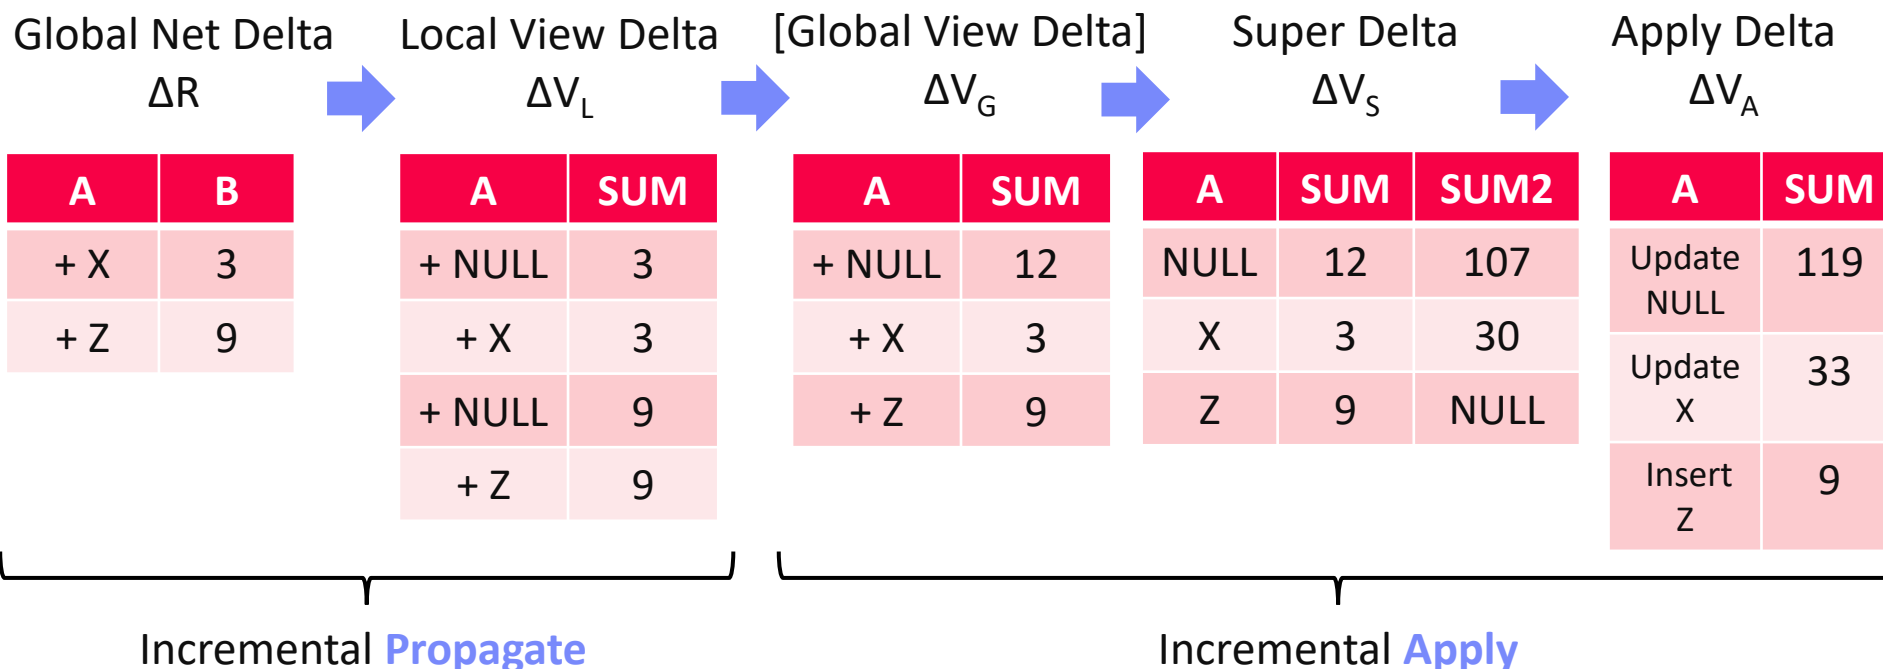 Global Net Delta
ΔR
Local View Delta
ΔV_L
[Global View Delta]
ΔV_G
Super Delta
ΔV_S
Apply Delta
ΔV_A
A B
+ X 3
+ Z 9
A SUM
+ NULL 3
+ X 3
+ NULL 9
+ Z 9
A SUM
+ NULL 12
+ X 3
+ Z 9
A SUM SUM2
NULL 12 107
X 3 30
Z 9 NULL
A SUM
Update 119
NULL
Update 33
X
Insert 9
Z
Incremental Propagate
Incremental Apply